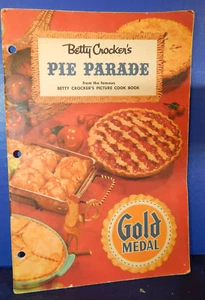 Betty Crocker's
PIE PARADE
from the famous
BETTY CROCKER'S PICTURE COOK BOOK
Gold
MEDAL